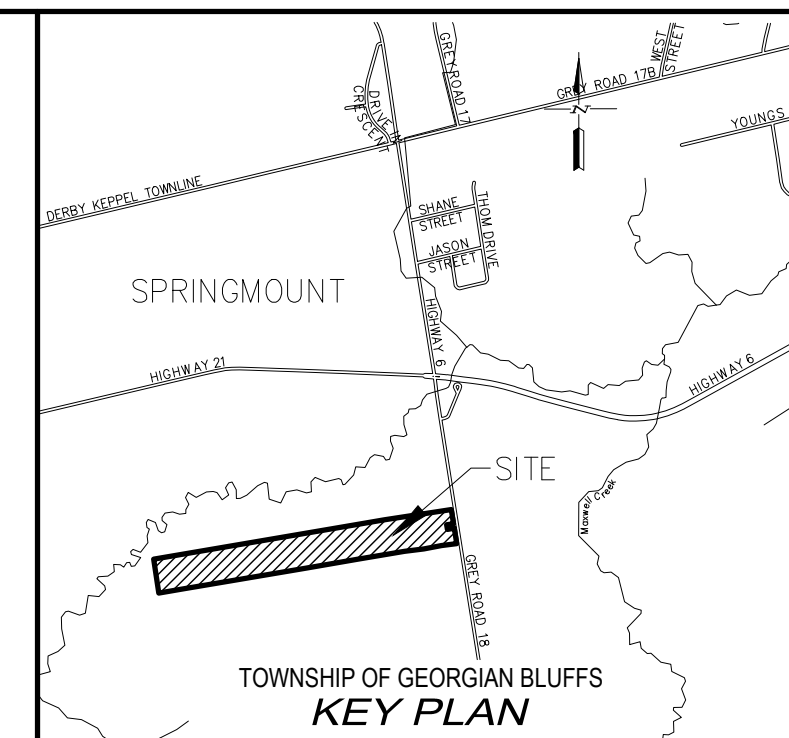 WEST
STREET
GREY ROAD 17
GREY ROAD 17B
DRIVE IN
CRESCENT
N
YOUNGS
DERBY KEPPEL TOWNLINE
SHANE
STREET
THOM DRIVE
JASON
STREET
SPRINGMOUNT
HIGHWAY 6
HIGHWAY 21
HIGHWAY 6
SITE
Maxwell Creek
GREY ROAD 18
TOWNSHIP OF GEORGIAN BLUFFS
KEY PLAN